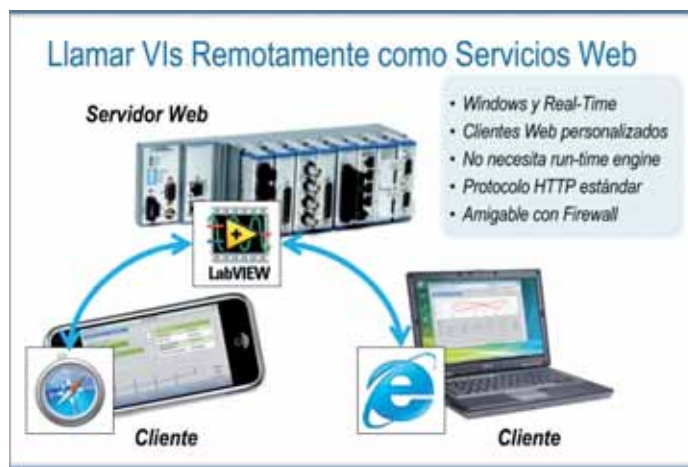 Llamar VIs Remotamente como Servicios Web
Servidor Web
• Windows y Real-Time
• Clientes Web personalizados
• No necesita run-time engine
• Protocolo HTTP estándar
• Amigable con Firewall
LabVIEW
Cliente
Cliente